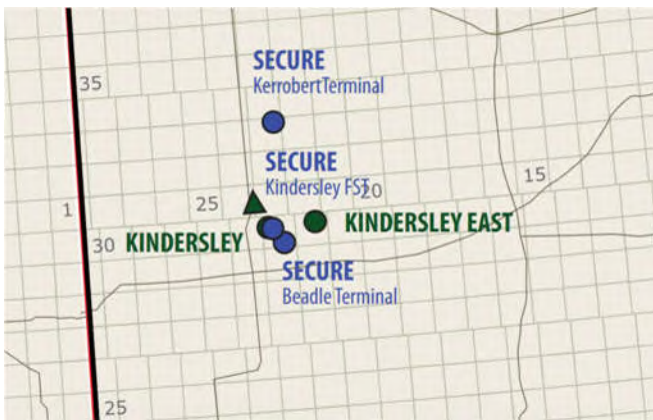 SECURE
KerrobertTerminal
35
SECURE
Kindersley FST
20
15
25
1
KINDERSLEY EAST
KINDERSLEY
30
SECURE
Beadle Terminal
25